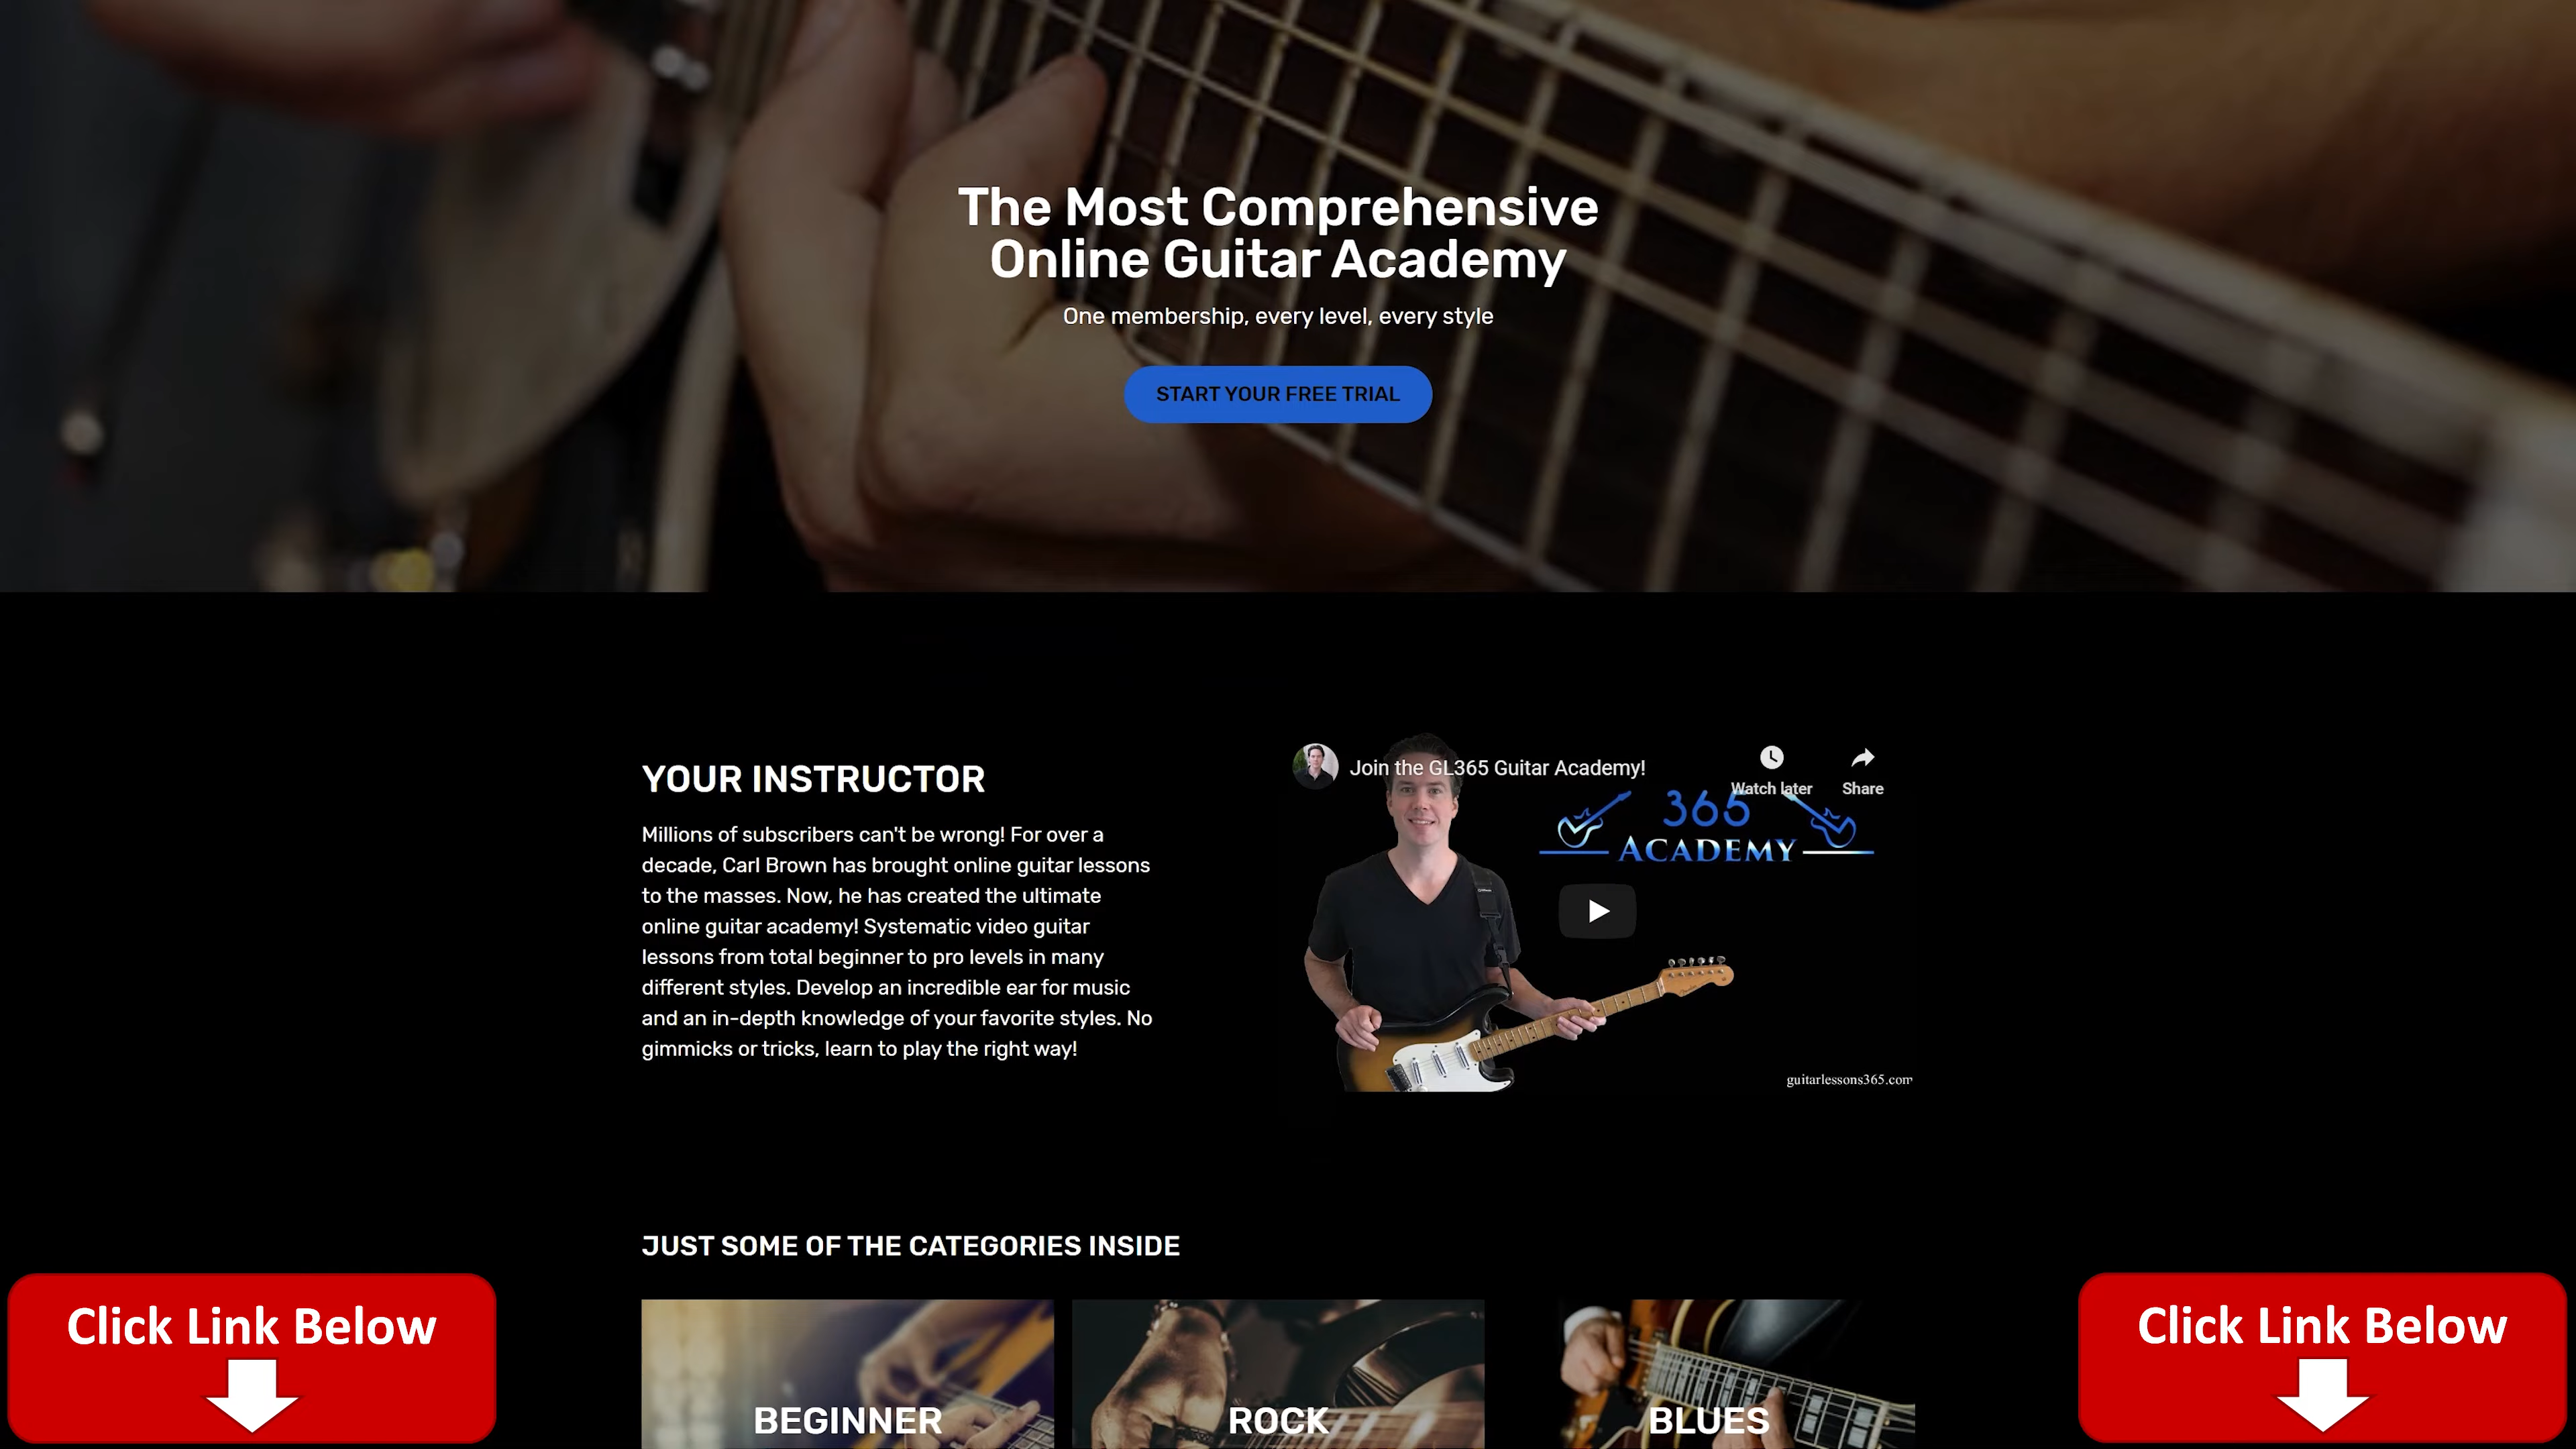 The Most Comprehensive
Online Guitar Academy
One membership, every level, every style
START YOUR FREE TRIAL
YOUR INSTRUCTOR
Millions of subscribers can't be wrong! For over a
decade, Carl Brown has brought online guitar lessons
to the masses. Now, he has created the ultimate
online guitar academy! Systematic video guitar
lessons from total beginner to pro levels in many
different styles. Develop an incredible ear for music
and an in-depth knowledge of your favorite styles. No
gimmicks or tricks, learn to play the right way!
Join the GL365 Guitar Academy!
Watch later
Share
365
ACADEMY
guitarlessons365.com
JUST SOME OF THE CATEGORIES INSIDE
BEGINNER
ROCK
BLUES
Click Link Below
Click Link Below